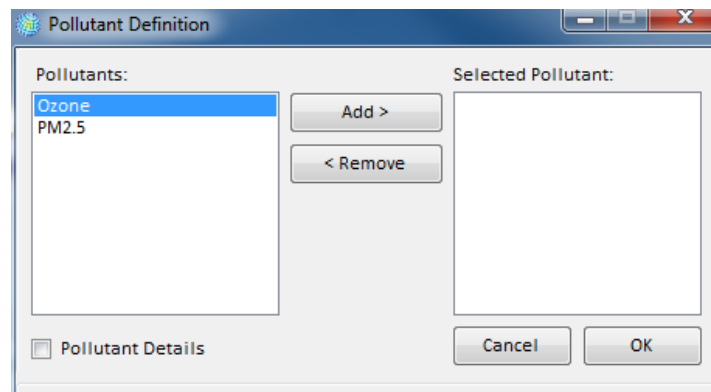 Pollutant Definition
Pollutants:
Selected Pollutant:
Ozone
PM2.5
Add >
< Remove
Pollutant Details
Cancel
OK